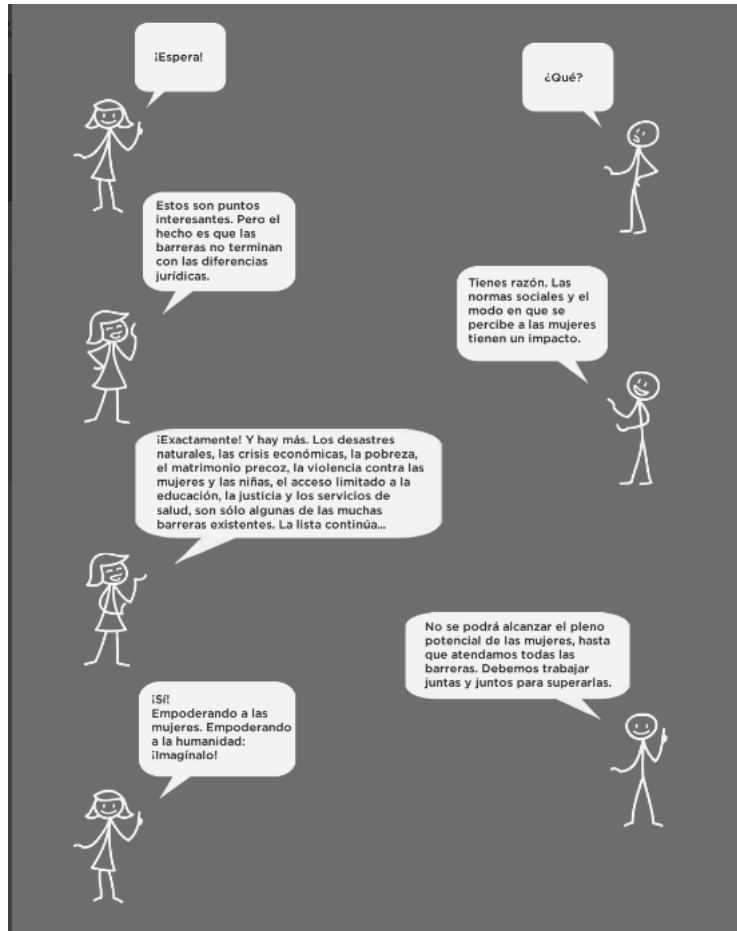 ¡Espera!
¿Qué?
Estos son puntos
interesantes. Pero el
hecho es que las
barreras no terminan
con las diferencias
jurídicas.
Tienes razón. Las
normas sociales y el
modo en que se
percibe a las mujeres
tienen un impacto.
¡Exactamente! Y hay más. Los desastres
naturales, las crisis económicas, la pobreza,
el matrimonio precoz, la violencia contra las
mujeres y las niñas, el acceso limitado a la
educación, la justicia y los servicios de
salud, son sólo algunas de las muchas
barreras existentes. La lista continúa...
No se podrá alcanzar el pleno
potencial de las mujeres, hasta
que atendamos todas las
barreras. Debemos trabajar
juntas y juntos para superarlas.
¡Sí!
Empoderando a las
mujeres. Empoderando
a la humanidad:
¡Imagínalo!